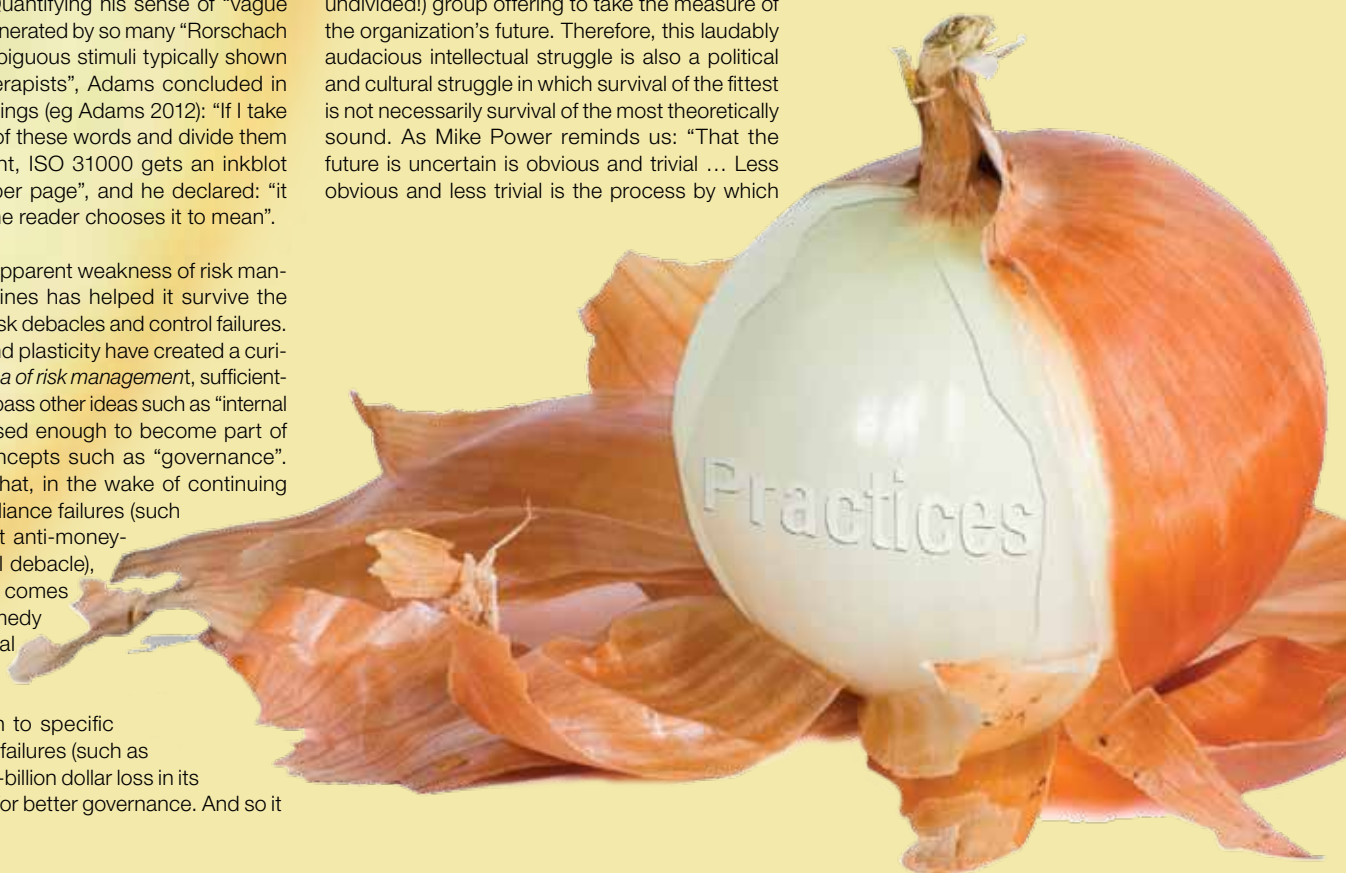 Quantifying his sense of “vague
nerated by so many “Rorschach
biguous stimuli typically shown
erapists”, Adams concluded in
ings (eg Adams 2012): “If I take
of these words and divide them
nt, ISO 31000 gets an inkblot
per page”, and he declared: “it
ne reader chooses it to mean”.
apparent weakness of risk man-
lines has helped it survive the
sk debacles and control failures.
nd plasticity have created a curi-
a of risk management, sufficient-
pass other ideas such as “internal
sed enough to become part of
ncepts such as “governance”.
hat, in the wake of continuing
liance failures (such
t anti-money-
l debacle),
comes
nedy
al
n to specific
failures (such as
-billion dollar loss in its
or better governance. And so it
undivided!) group offering to take the measure of
the organization’s future. Therefore, this laudably
audacious intellectual struggle is also a political
and cultural struggle in which survival of the fittest
is not necessarily survival of the most theoretically
sound. As Mike Power reminds us: “That the
future is uncertain is obvious and trivial … Less
obvious and less trivial is the process by which
Practices